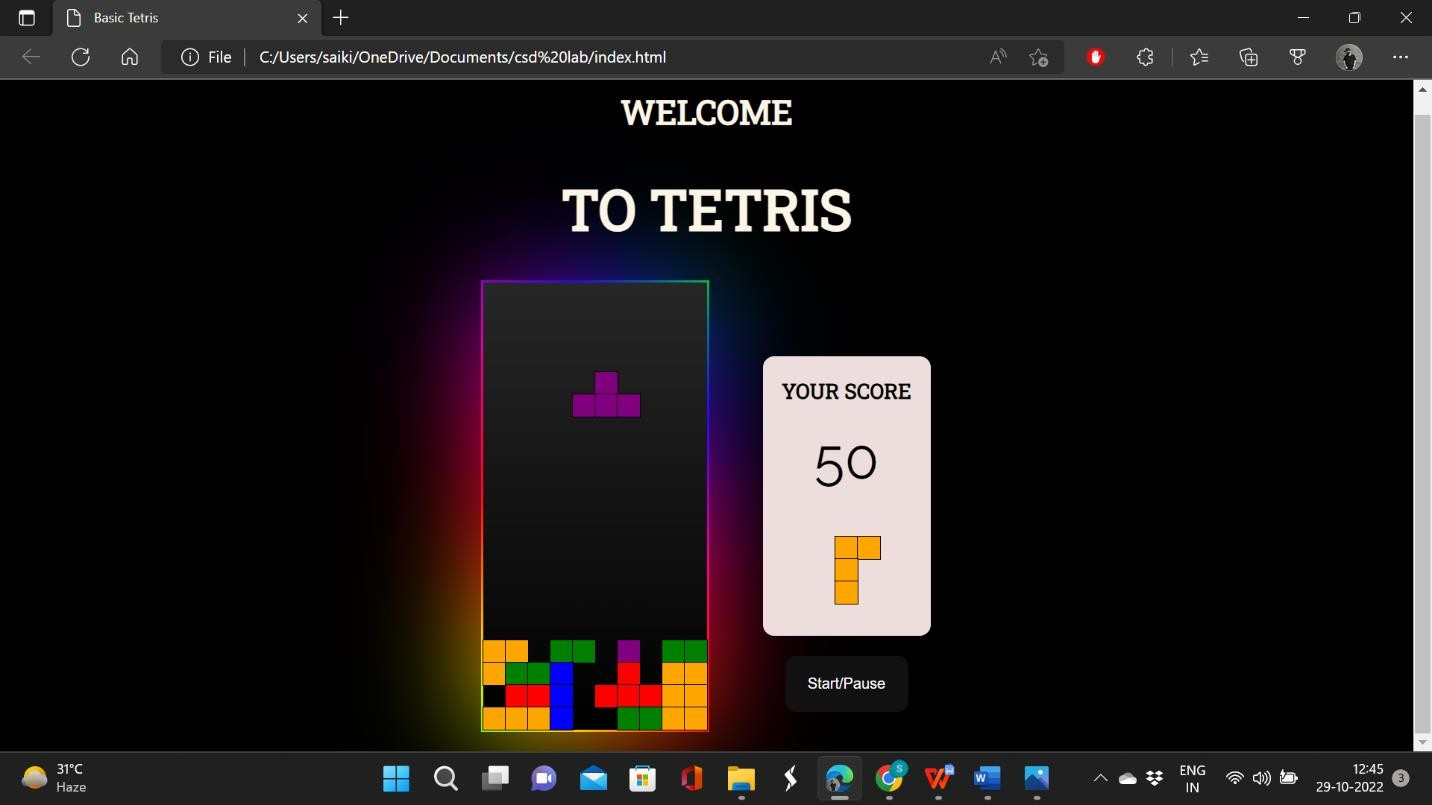 Basic Tetris
File
C:/Users/saiki/OneDrive/Documents/csd%20lab/index.html
WELCOME
TO TETRIS
YOUR SCORE
50
Start/Pause
31°C
Haze
S
W
ENG
IN
12:45
29-10-2022
3